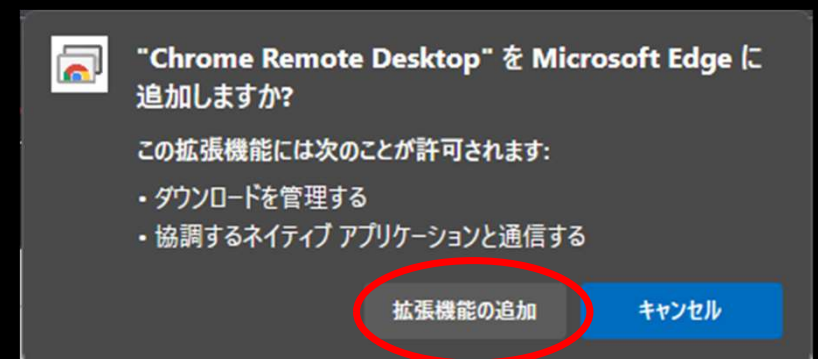 "Chrome Remote Desktop" を Microsoft Edge に
追加しますか?
この拡張機能には次のことが許可されます:
• ダウンロードを管理する
• 協調するネイティブ アプリケーションと通信する
拡張機能の追加 キャンセル